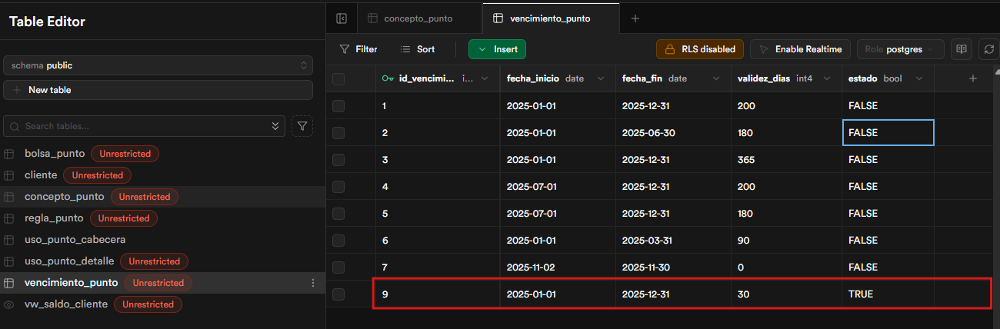 Table Editor
schema public
New table
Search tables...
bolsa_punto Unrestricted
cliente Unrestricted
concepto_punto Unrestricted
regla_punto Unrestricted
uso_punto_cabecera
uso_punto_detalle Unrestricted
vencimiento_punto Unrestricted
vw_saldo_cliente Unrestricted
concepto_punto vencimiento_punto
Filter Sort Insert RLS disabled Enable Realtime Role postgres
id_vencimi... i... fecha_inicio date fecha_fin date validez_dias int4 estado bool
1 2025-01-01 2025-12-31 200 FALSE
2 2025-01-01 2025-06-30 180 FALSE
3 2025-01-01 2025-12-31 365 FALSE
4 2025-07-01 2025-12-31 200 FALSE
5 2025-07-01 2025-12-31 180 FALSE
6 2025-01-01 2025-03-31 90 FALSE
7 2025-11-02 2025-11-30 0 FALSE
9 2025-01-01 2025-12-31 30 TRUE